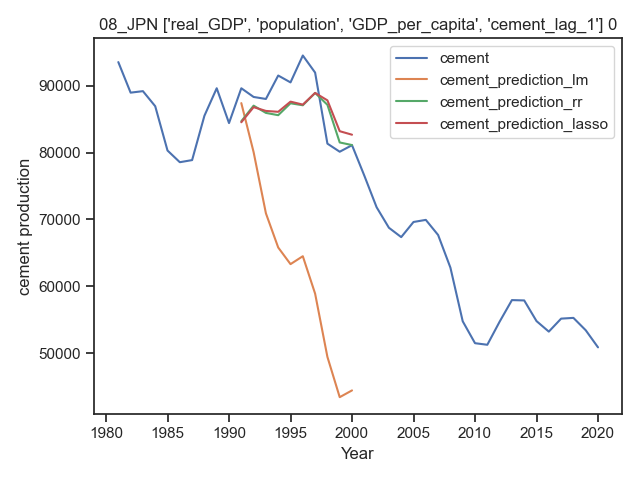 08_JPN ['real_GDP', 'population', 'GDP_per_capita', 'cement_lag_1'] 0
cement
cement_prediction_lm
cement_prediction_rr
cement_prediction_lasso
90000
80000
70000
60000
50000
cement production
1980 1985 1990 1995 2000 2005 2010 2015 2020
Year